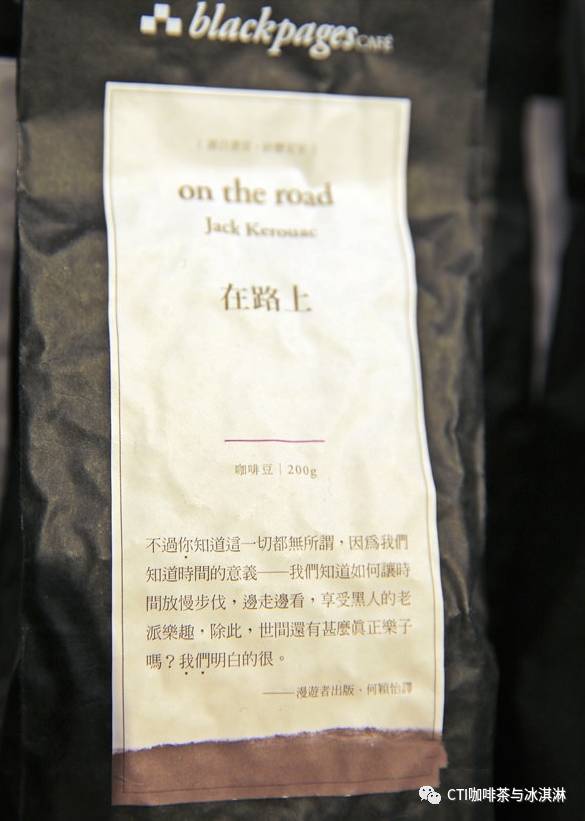 blackpages CAFÉ
on the road
Jack Kerouac
在路上
咖啡豆｜200g
不過你知道這一切都無所謂，因爲我們
知道時間的意義——我們知道如何讓時
間放慢步伐，邊走邊看，享受黑人的老
派樂趣，除此，世間還有甚麼眞正樂子
嗎？我們明白的很。
——漫遊者出版·何穎怡譯
CTI咖啡茶与冰淇淋